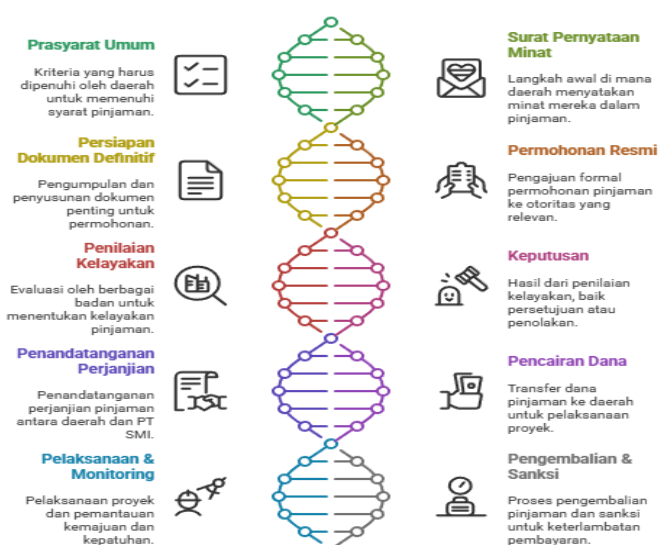 Prasyarat Umum
Kriteria yang harus
dipenuhi oleh daerah
untuk memenuhi
syarat pinjaman.
Surat Pernyataan
Minat
Langkah awal di mana
daerah menyatakan
minat mereka dalam
pinjaman.
Persiapan
Dokumen Definitif
Pengumpulan dan
penyusunan dokumen
penting untuk
permohonan.
Permohonan Resmi
Pengajuan formal
permohonan pinjaman
ke otoritas yang
relevan.
Penilaian
Kelayakan
Evaluasi oleh berbagai
badan untuk
menentukan kelayakan
pinjaman.
Keputusan
Hasil dari penilaian
kelayakan, baik
persetujuan atau
penolakan.
Penandatanganan
Perjanjian
Penandatanganan
perjanjian pinjaman
antara daerah dan PT
SMI.
Pencairan Dana
Transfer dana
pinjaman ke daerah
untuk pelaksanaan
proyek.
Pelaksanaan &
Monitoring
Pelaksanaan proyek
dan pemantauan
kemajuan dan
kepatuhan.
Pengembalian &
Sanksi
Proses pengembalian
pinjaman dan sanksi
untuk keterlambatan
pembayaran.